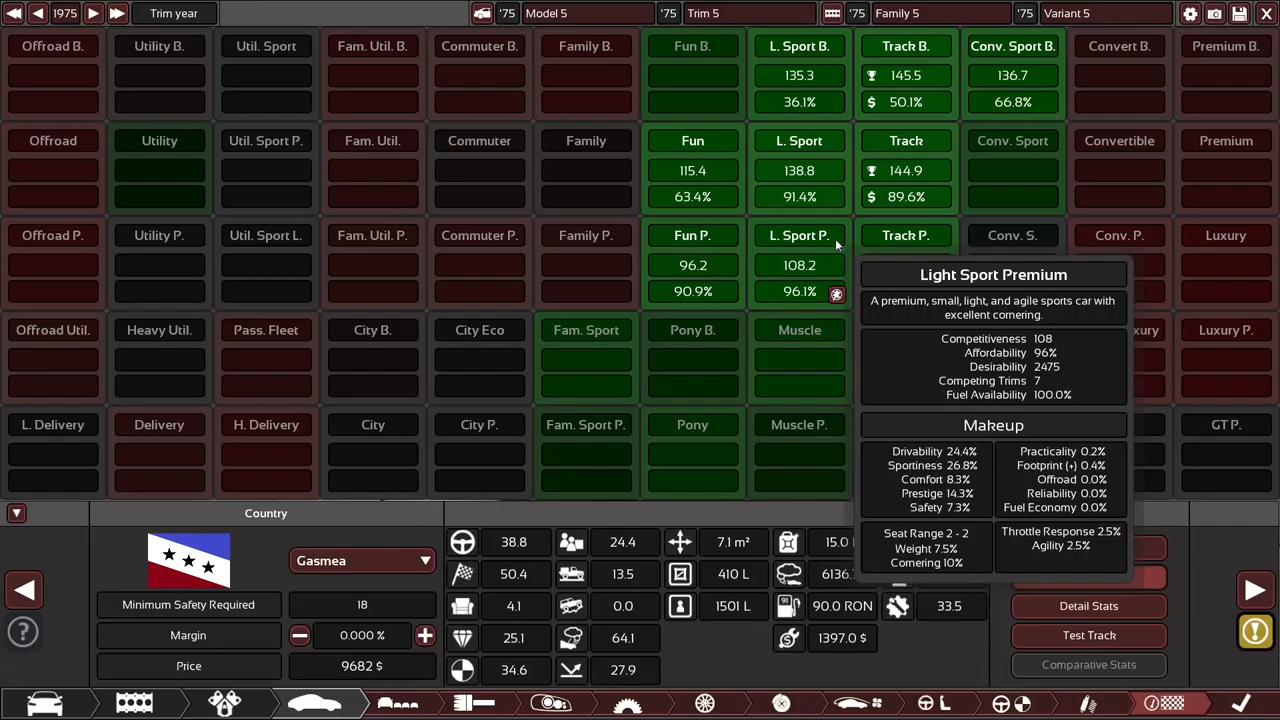 1975 Trim year '75 Model 5 '75 Trim 5 '75 Family 5 '75 Variant 5
Offroad B. Utility B. Util. Sport Fam. Util. B. Commuter B. Family B. Fun B. L. Sport B. Track B. Conv. Sport B. Convert B. Premium B.
135.3 145.5 136.7
36.1% $ 50.1% 66.8%
Offroad Utility Util. Sport P. Fam. Util. Commuter Family Fun L. Sport Track Conv. Sport Convertible Premium
115.4 138.8 144.9
63.4% 91.4% $ 89.6%
Offroad P. Utility P. Util. Sport L. Fam. Util. P. Commuter P. Family P. Fun P. L. Sport P. Track P. Conv. S. Conv. P. Luxury
96.2 108.2
90.9% 96.1%
Offroad Util. Heavy Util. Pass. Fleet City B. City Eco Fam. Sport Pony B. Muscle xury Luxury P.
L. Delivery Delivery H. Delivery City City P. Fam. Sport P. Pony Muscle P. GT P.
Light Sport Premium
A premium, small, light, and agile sports car with
excellent cornering.
Competitiveness 108
Affordability 96%
Desirability 2475
Competing Trims 7
Fuel Availability 100.0%
Makeup
Drivability 24.4% Practicality 0.2%
Sportiness 26.8% Footprint (+) 0.4%
Comfort 8.3% Offroad 0.0%
Prestige 14.3% Reliability 0.0%
Safety 7.3% Fuel Economy 0.0%
Seat Range 2 - 2 Throttle Response 2.5%
Weight 7.5% Agility 2.5%
Cornering 10%
Country
Gasmea
Minimum Safety Required 18
Margin 0.000 %
Price 9682 $
38.8 24.4 7.1 m² 15.0
50.4 13.5 410 L 6136.
4.1 0.0 1501 L 91 90.0 RON 33.5
25.1 64.1 1397.0 $
34.6 27.9
Detail Stats
Test Track
Comparative Stats